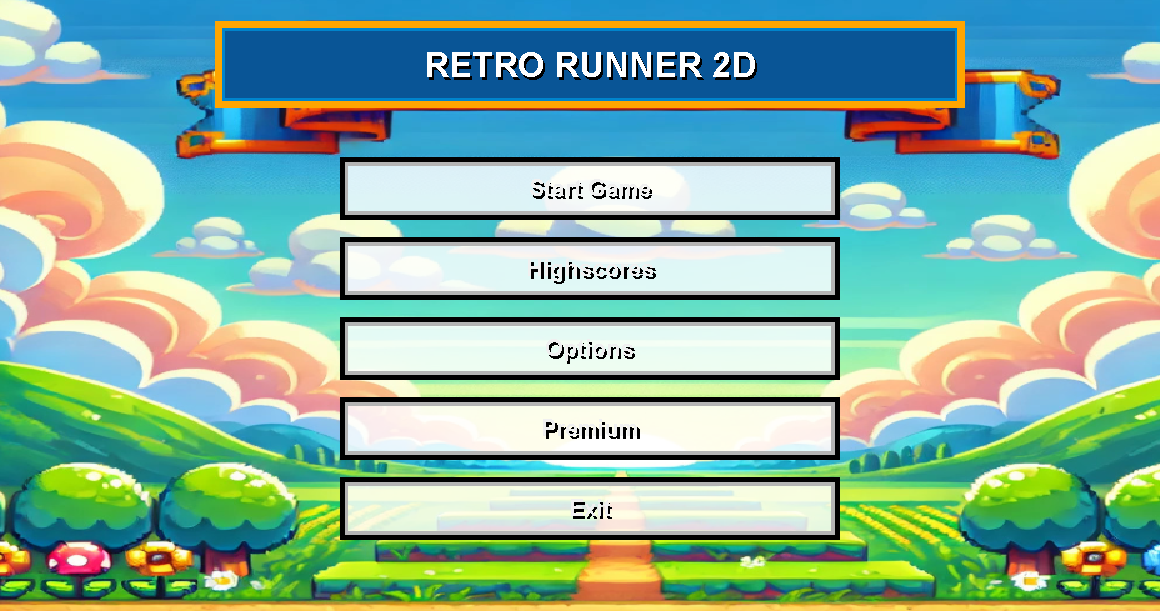 RETRO RUNNER 2D
Start Game
Highscores
Options
Premium
Exit